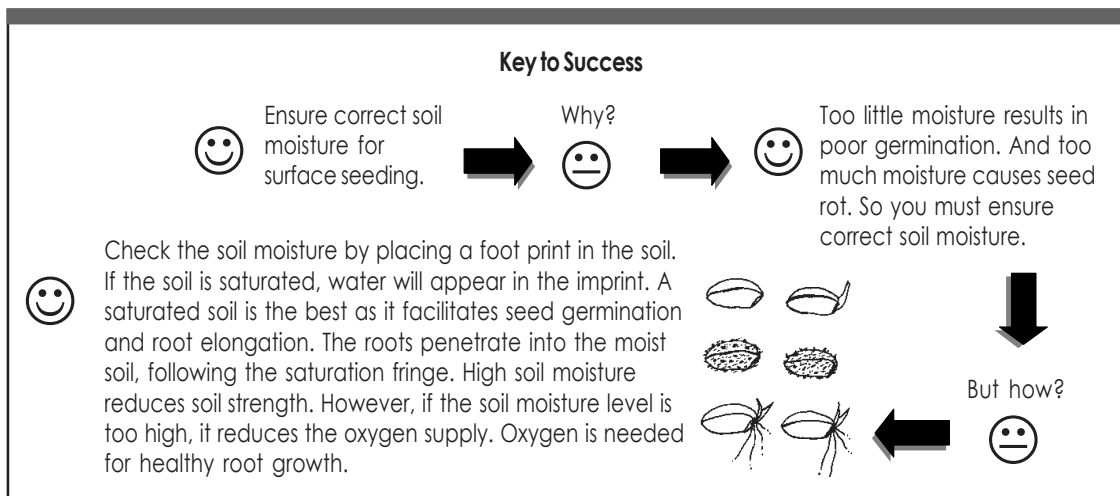 Key to Success
Ensure correct soil
moisture for
surface seeding.
Why?
Too little moisture results in
poor germination. And too
much moisture causes seed
rot. So you must ensure
correct soil moisture.
But how?
Check the soil moisture by placing a foot print in the soil.
If the soil is saturated, water will appear in the imprint. A
saturated soil is the best as it facilitates seed germination
and root elongation. The roots penetrate into the moist
soil, following the saturation fringe. High soil moisture
reduces soil strength. However, if the soil moisture level is
too high, it reduces the oxygen supply. Oxygen is needed
for healthy root growth.